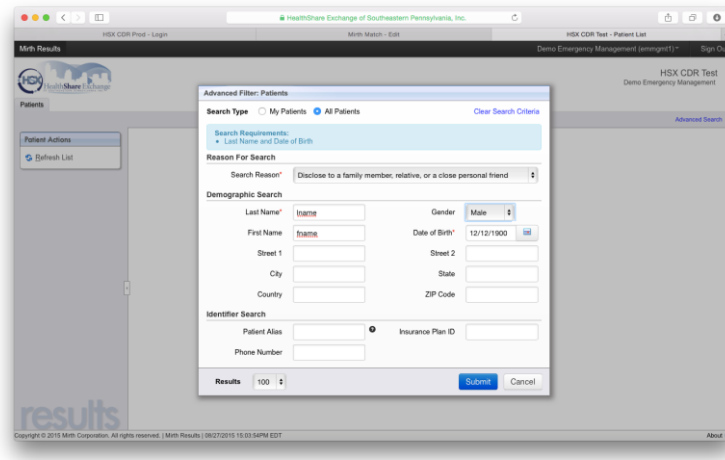 HealthShare Exchange of Southeastern Pennsylvania, Inc.
HSX CDR Prod - Login
Mirth Match - Edit
HSX CDR Test - Patient List
Mirth Results
Demo Emergency Management (emmgmt1)
Sign Ou
HSX
HealthShare Exchange
HSX CDR Test
Demo Emergency Management
Patients
Advanced Search
Patient Actions
Refresh List
Advanced Filter: Patients
Search Type My Patients All Patients Clear Search Criteria
Search Requirements:
• Last Name and Date of Birth
Reason For Search
Search Reason* Disclose to a family member, relative, or a close personal friend
Demographic Search
Last Name* lname Gender Male
First Name fname Date of Birth* 12/12/1900
Street 1 Street 2
City State
Country ZIP Code
Identifier Search
Patient Alias Insurance Plan ID
Phone Number
Results 100 Submit Cancel
results
Copyright © 2015 Mirth Corporation. All rights reserved. | Mirth Results | 08/27/2015 15:03:54PM EDT
About